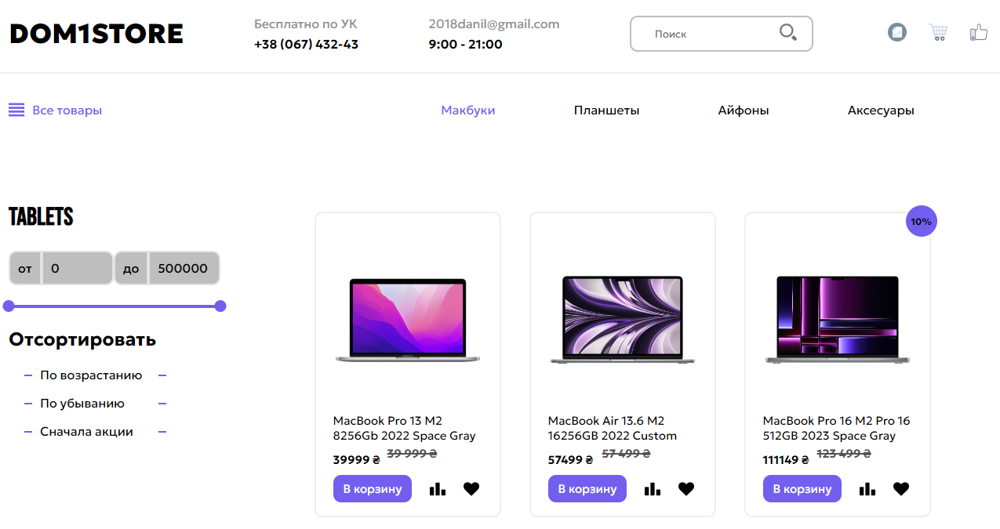 DOM1STORE
Бесплатно по УК
+38 (067) 432-43
2018danil@gmail.com
9:00 - 21:00
Поиск
Все товары
Макбуки
Планшеты
Айфоны
Аксесуары
TABLETS
от 0 до 500000
Отсортировать
По возрастанию
По убыванию
Сначала акции
MacBook Pro 13 M2
8256Gb 2022 Space Gray
39999 ₴ 39 999 ₴
В корзину
MacBook Air 13.6 M2
16256GB 2022 Custom
57499 ₴ 57 499 ₴
В корзину
10%
MacBook Pro 16 M2 Pro 16
512GB 2023 Space Gray
111149 ₴ 123 499 ₴
В корзину